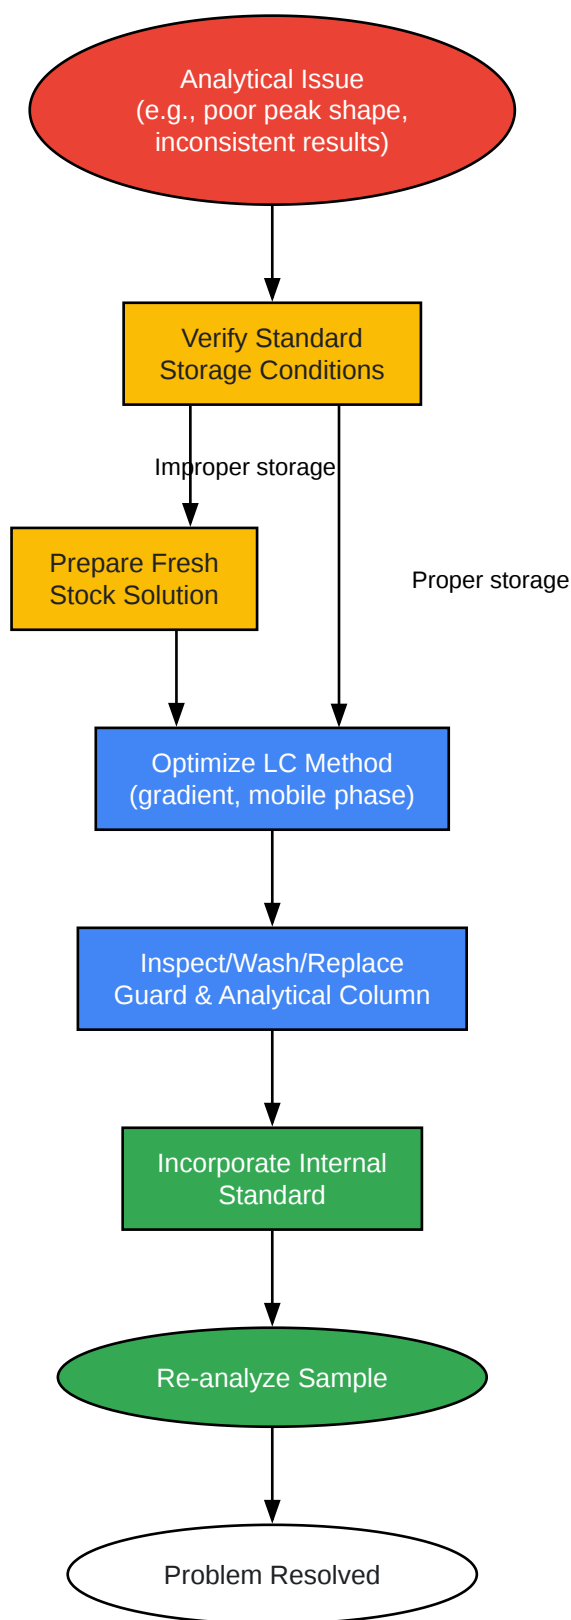 Analytical Issue
(e.g., poor peak shape,
inconsistent results)
Verify Standard
Storage Conditions
Improper storage
Prepare Fresh
Stock Solution
Proper storage
Optimize LC Method
(gradient, mobile phase)
Inspect/Wash/Replace
Guard & Analytical Column
Incorporate Internal
Standard
Re-analyze Sample
Problem Resolved